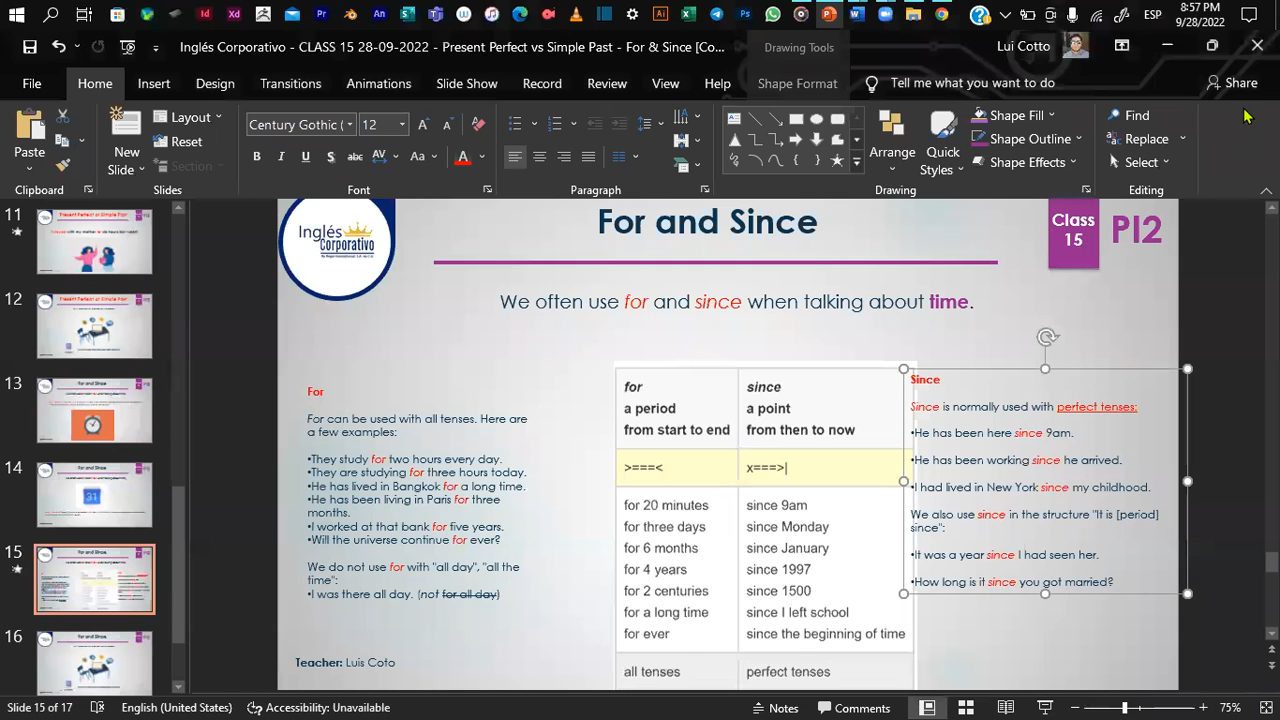 ESP
8:57 PM
9/28/2022
Inglés Corporativo - CLASS 15 28-09-2022 - Present Perfect vs Simple Past - For & Since [Co...
Drawing Tools
Lui Cotto
File
Home
Insert
Design
Transitions
Animations
Slide Show
Record
Review
View
Help
Shape Format
Tell me what you want to do
Share
Paste
New
Slide
Layout
Reset
Section
Century Gothic (
12
Arrange
Quick
Styles
Shape Fill
Shape Outline
Shape Effects
Find
Replace
Select
Clipboard
Slides
Font
Paragraph
Drawing
Editing
11
12
13
14
15
16
Inglés
Corporativo
For and Since
Class
15
PI2
We often use for and since when talking about time.
For
For can be used with all tenses. Here are
a few examples:
•They study for two hours every day.
•They are studying for three hours today.
•He has lived in Bangkok for a long time.
•He has been living in Paris for three
months.
•I worked at that bank for five years.
•Will the universe continue for ever?
We do not use for with "all day", "all the
time":
•I was there all day. (not for all day)
for
a period
from start to end
since
a point
from then to now
>===<
x===>|
for 20 minutes
for three days
for 6 months
for 4 years
for 2 centuries
for a long time
for ever
since 9am
since Monday
since January
since 1997
since 1500
since I left school
since the beginning of time
all tenses
perfect tenses
Since
Since is normally used with perfect tenses:
•He has been here since 9am.
•He has been working since he arrived.
•I had lived in New York since my childhood.
We also use since in the structure "It is [period]
since":
•It was a year since I had seen her.
•How long is it since you got married?
Teacher: Luis Coto
Slide 15 of 17
English (United States)
Accessibility: Unavailable
Notes
Comments
75%